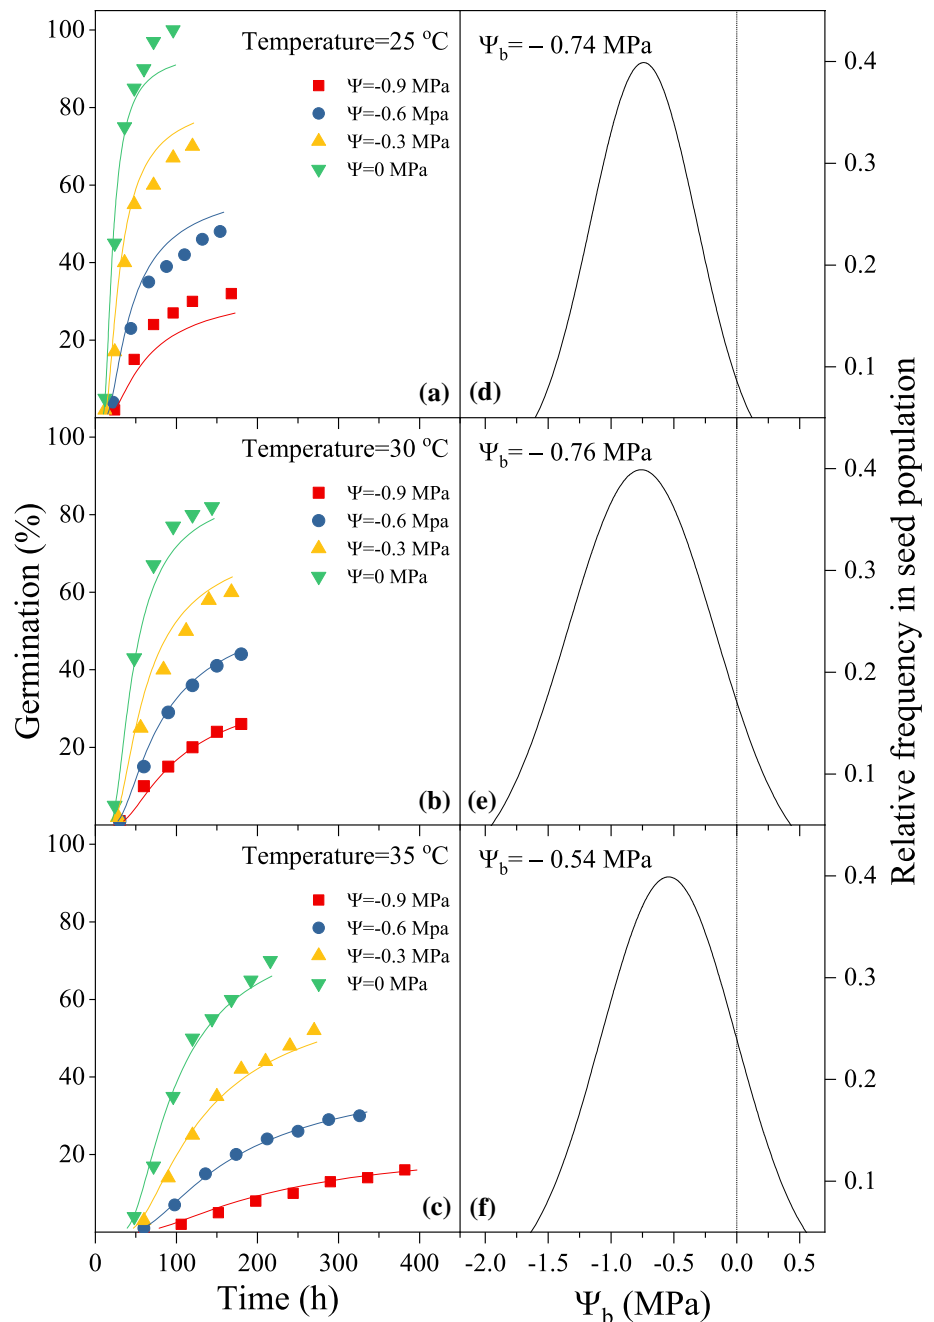 100
80
60
40
20
Temperature=25 °C
Ψ=-0.9 MPa
Ψ=-0.6 Mpa
Ψ=-0.3 MPa
Ψ=0 MPa
(a)
Ψb= − 0.74 MPa
(d)
0.4
0.3
0.2
0.1
100
80
60
40
20
Temperature=30 °C
Ψ=-0.9 MPa
Ψ=-0.6 Mpa
Ψ=-0.3 MPa
Ψ=0 MPa
(b)
Ψb= − 0.76 MPa
(e)
0.4
0.3
0.2
0.1
100
80
60
40
20
Temperature=35 °C
Ψ=-0.9 MPa
Ψ=-0.6 Mpa
Ψ=-0.3 MPa
Ψ=0 MPa
(c)
Ψb= − 0.54 MPa
(f)
0.4
0.3
0.2
0.1
Germination (%)
Relative frequency in seed population
0 100 200 300 400
Time (h)
-2.0 -1.5 -1.0 -0.5 0.0 0.5
Ψb (MPa)